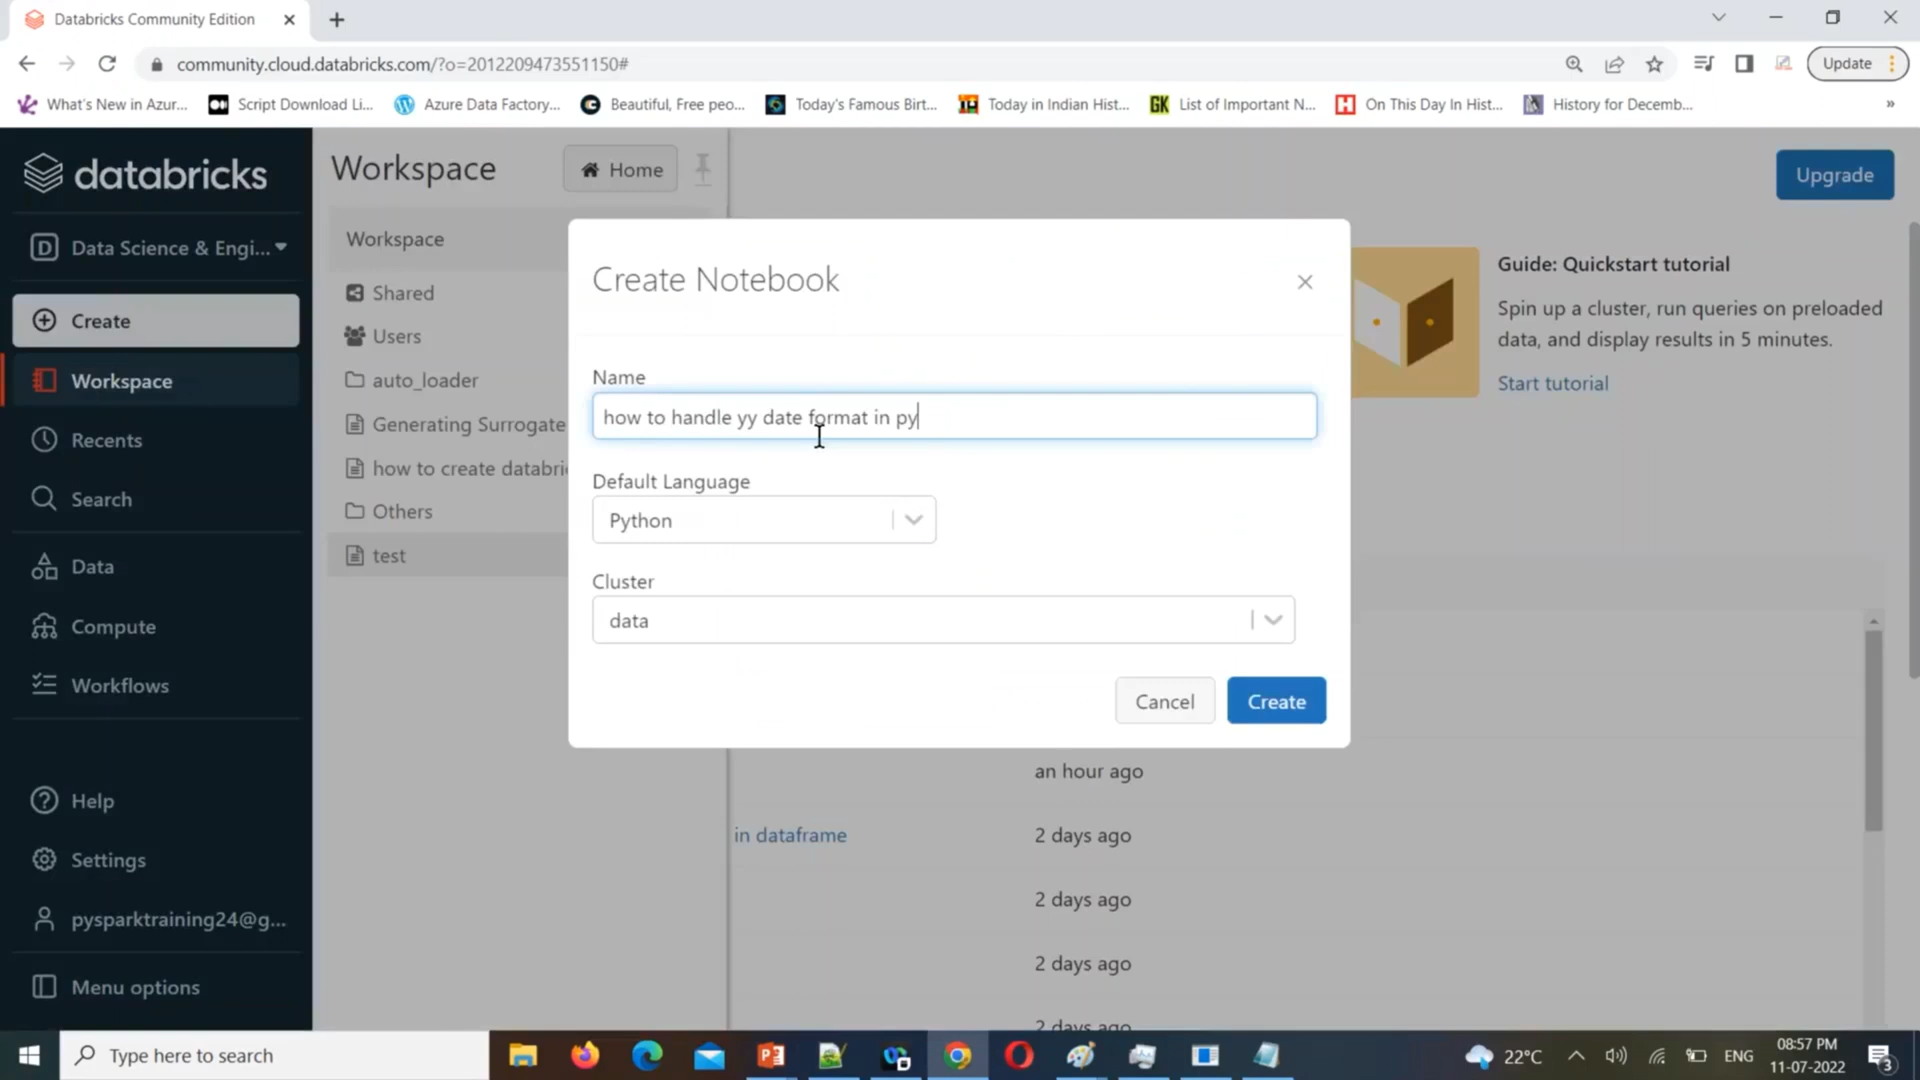 Databricks Community Edition
community.cloud.databricks.com/?o=2012209473551150#
Update
What's New in Azur...
Script Download Li...
Azure Data Factory...
Beautiful, Free peo...
Today's Famous Birt...
Today in Indian Hist...
GK List of Important N...
H On This Day In Hist...
History for Decemb...
»
databricks
Workspace
Home
Upgrade
D Data Science & Engi...
Create
Workspace
Recents
Search
Data
Compute
Workflows
Help
Settings
pysparktraining24@g...
Menu options
Workspace
Shared
Users
auto_loader
Generating Surrogate
how to create databri
Others
test
Create Notebook
Name
how to handle yy date format in py
Default Language
Python
Cluster
data
Cancel
Create
Guide: Quickstart tutorial
Spin up a cluster, run queries on preloaded
data, and display results in 5 minutes.
Start tutorial
an hour ago
in dataframe
2 days ago
2 days ago
2 days ago
2 days ago
Type here to search
22°C
ENG
08:57 PM
11-07-2022
3